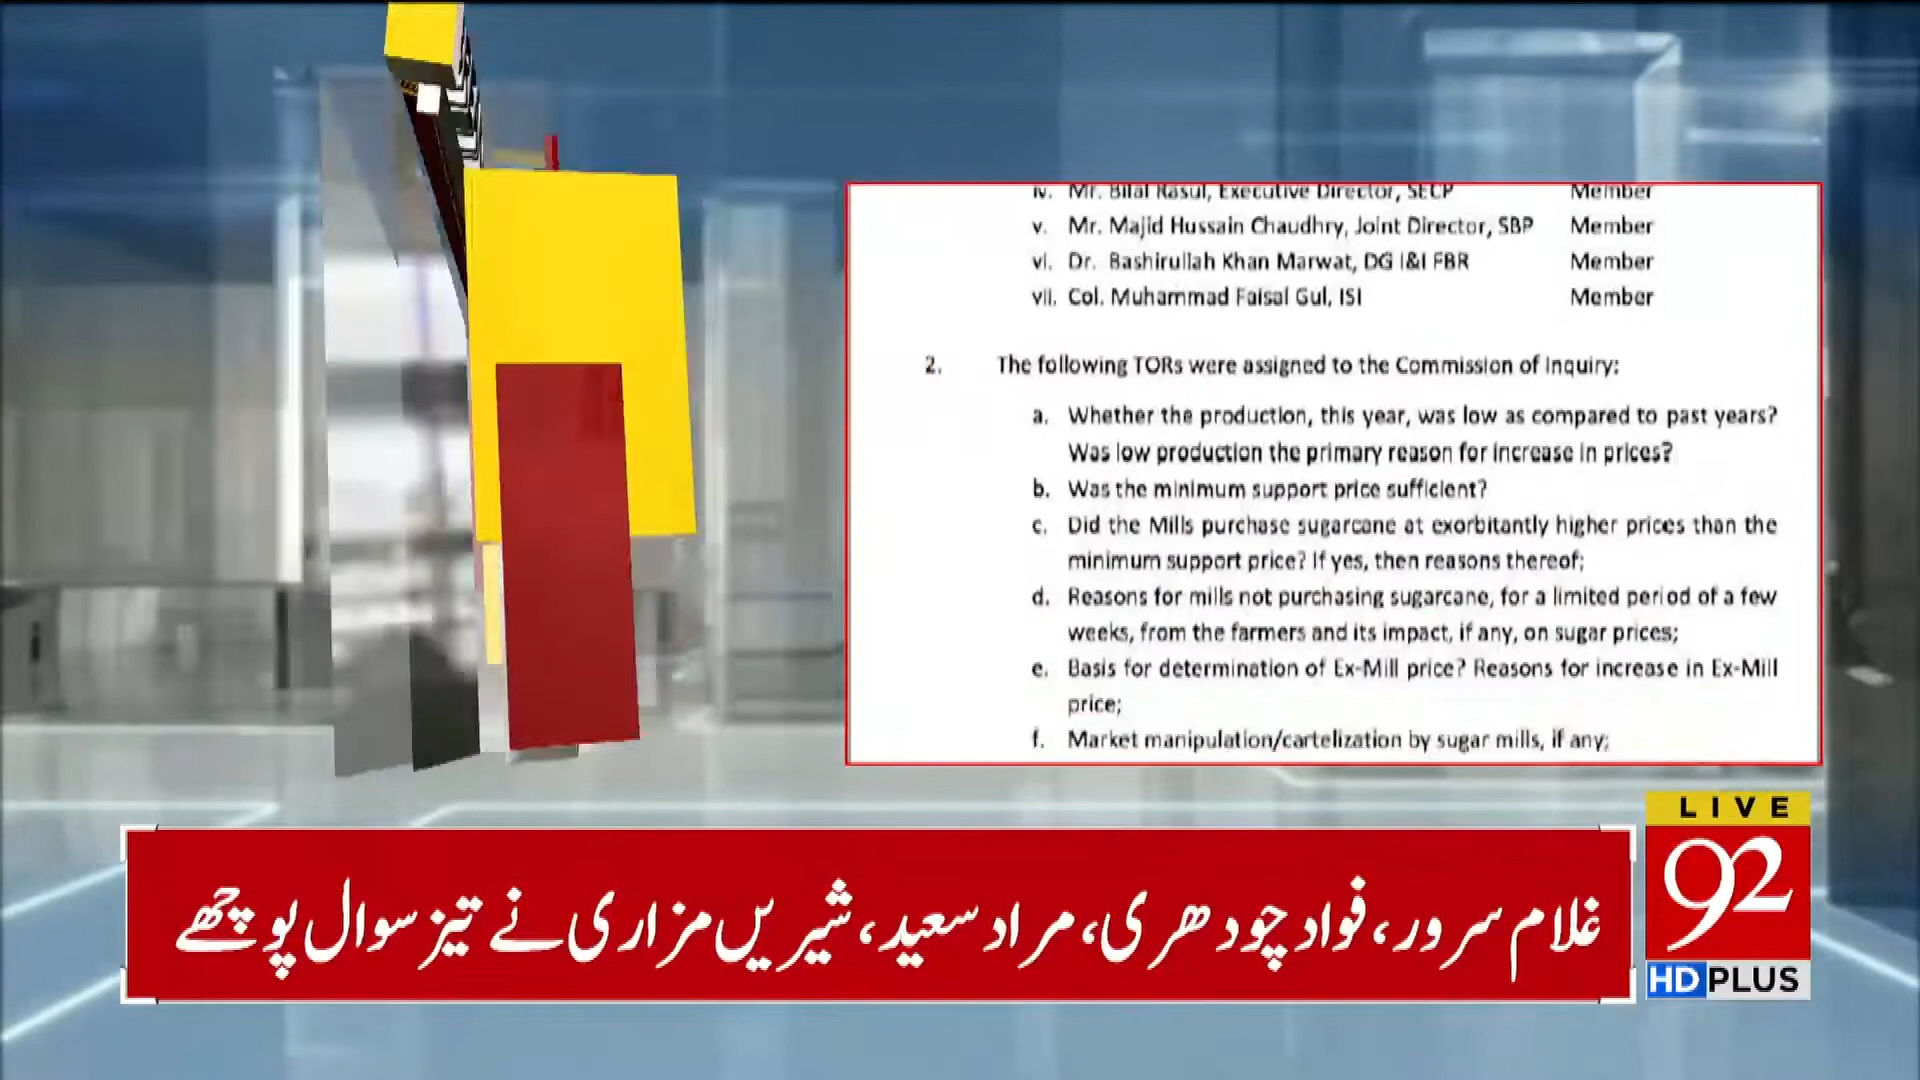 iv. Mr. Bilal Rasul, Executive Director, SECP Member
v. Mr. Majid Hussain Chaudhry, Joint Director, SBP Member
vi. Dr. Bashirullah Khan Marwat, DG I&I FBR Member
vii. Col. Muhammad Faisal Gul, ISI Member
2. The following TORs were assigned to the Commission of Inquiry:
a. Whether the production, this year, was low as compared to past years?
Was low production the primary reason for increase in prices?
b. Was the minimum support price sufficient?
c. Did the Mills purchase sugarcane at exorbitantly higher prices than the
minimum support price? If yes, then reasons thereof;
d. Reasons for mills not purchasing sugarcane, for a limited period of a few
weeks, from the farmers and its impact, if any, on sugar prices;
e. Basis for determination of Ex-Mill price? Reasons for increase in Ex-Mill
price;
f. Market manipulation/cartelization by sugar mills, if any;
LIVE
92
HD PLUS
غلام سرور، فواد چودھری، مراد سعید، شیریں مزاری نے تیز سوال پوچھے